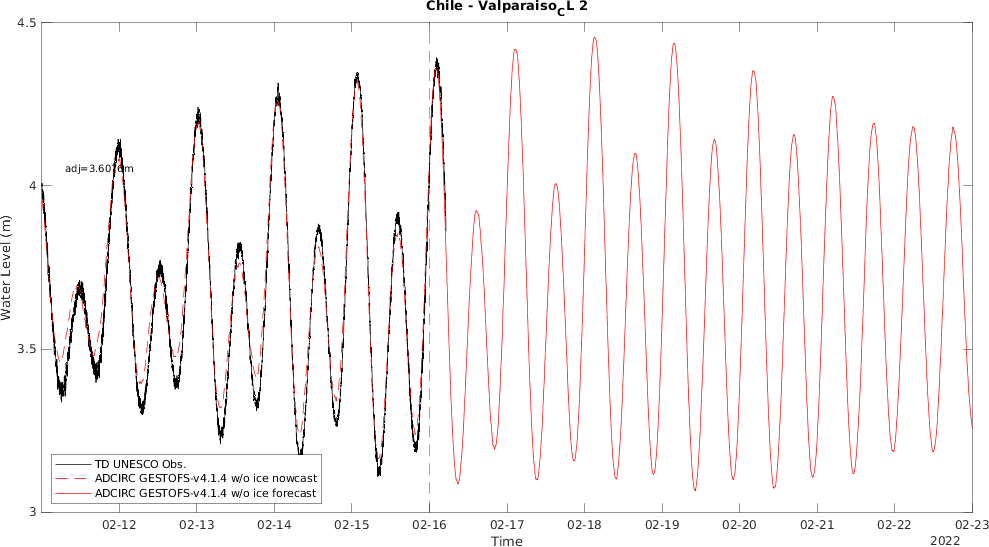 Chile - Valparaiso_CL 2
4.5
adj=3.6076m
4
Water Level (m)
3.5
TD UNESCO Obs.
ADCIRC GESTOFS-v4.1.4 w/o ice nowcast
ADCIRC GESTOFS-v4.1.4 w/o ice forecast
3
02-12 02-13 02-14 02-15 02-16 02-17 02-18 02-19 02-20 02-21 02-22 02-23
Time
2022